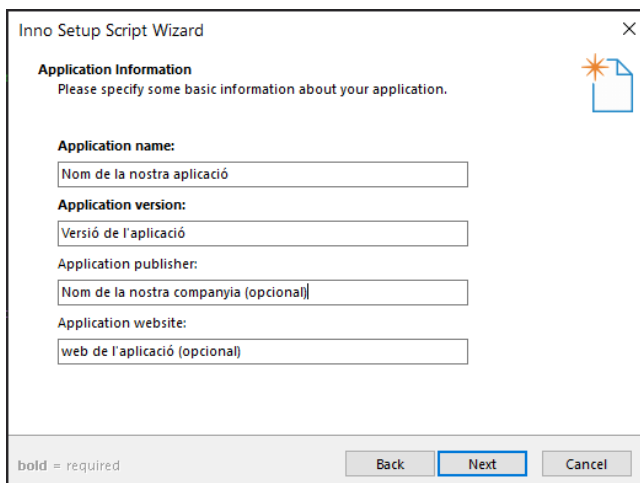 Inno Setup Script Wizard
Application Information
Please specify some basic information about your application.
Application name:
Nom de la nostra aplicació
Application version:
Versió de l'aplicació
Application publisher:
Nom de la nostra companyia (opcional)
Application website:
web de l'aplicació (opcional)
bold = required
Back
Next
Cancel